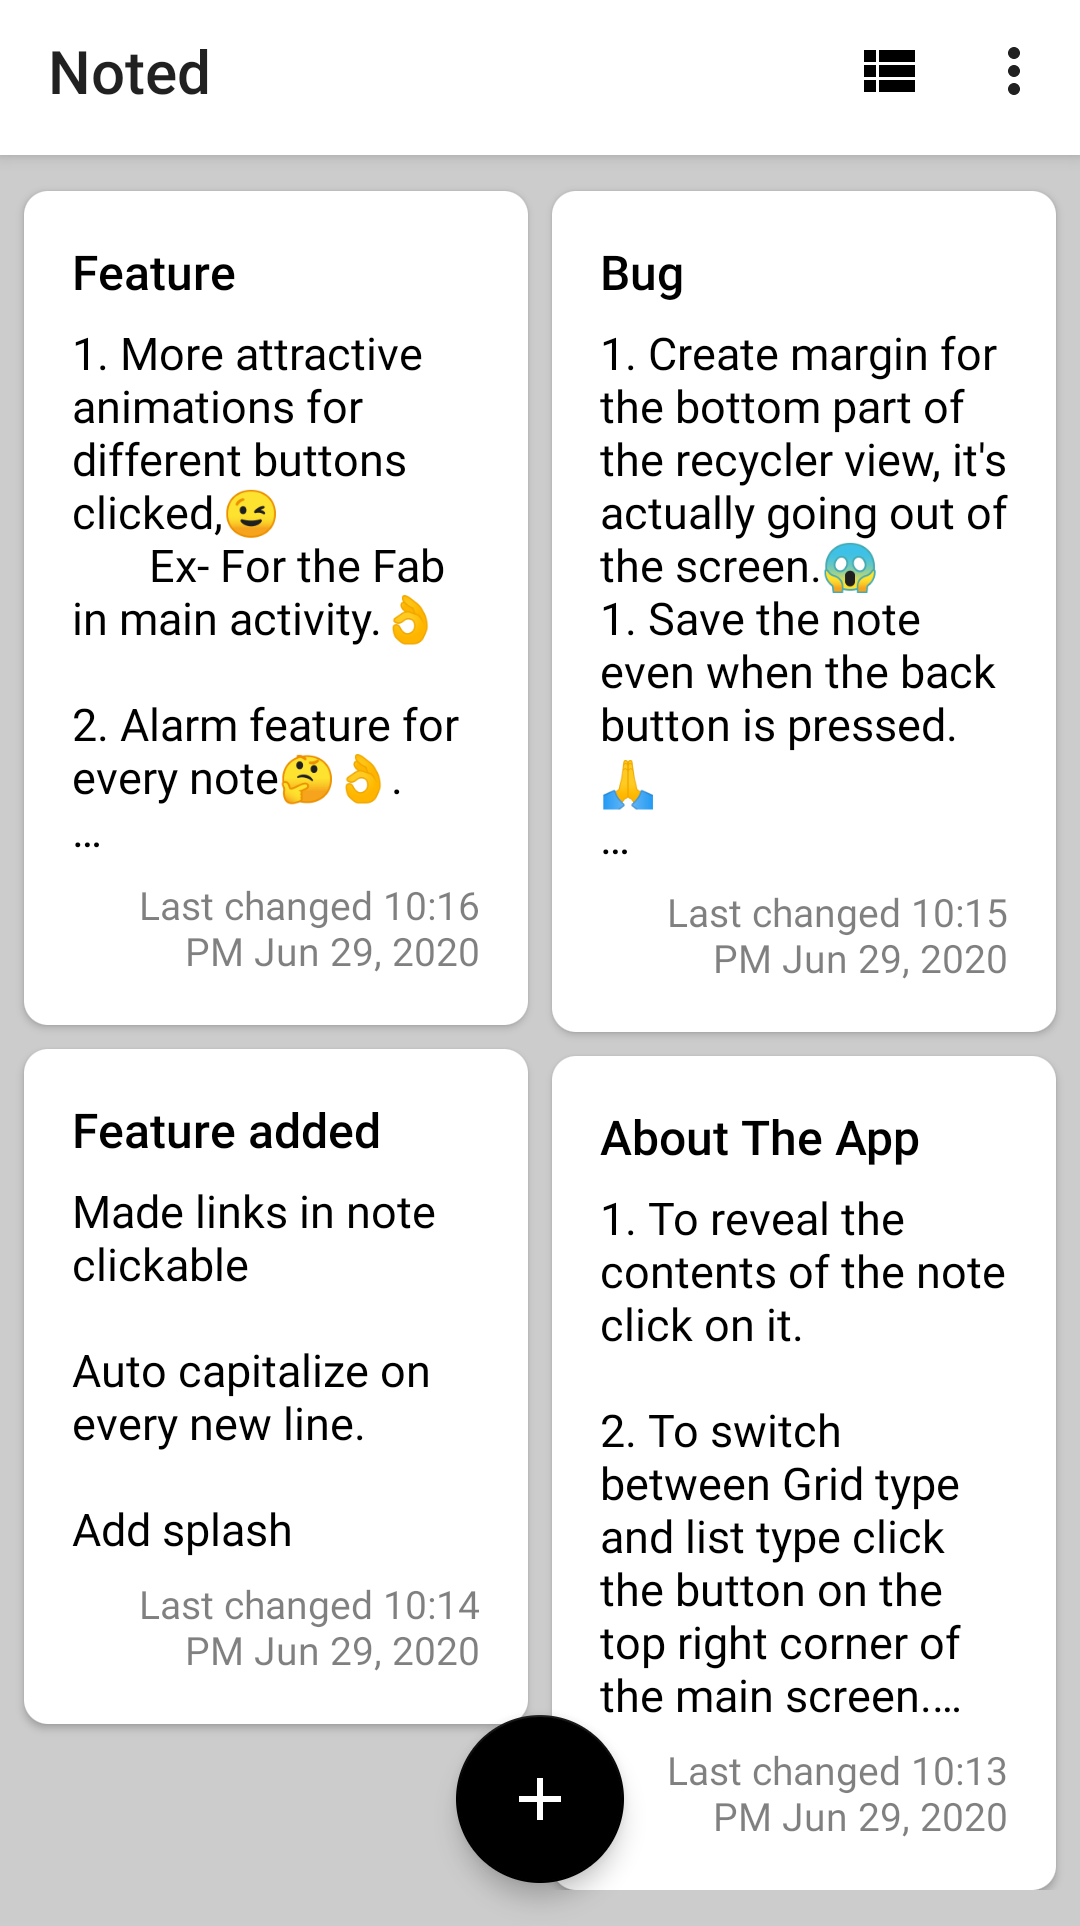 Noted
Feature
1. More attractive
animations for
different buttons
clicked,😉
Ex- For the Fab
in main activity.👌
2. Alarm feature for
every note🤔👌.
...
Last changed 10:16
PM Jun 29, 2020
Bug
1. Create margin for
the bottom part of
the recycler view, it's
actually going out of
the screen.😱
1. Save the note
even when the back
button is pressed.
🙏
...
Last changed 10:15
PM Jun 29, 2020
Feature added
Made links in note
clickable
Auto capitalize on
every new line.
Add splash
Last changed 10:14
PM Jun 29, 2020
About The App
1. To reveal the
contents of the note
click on it.
2. To switch
between Grid type
and list type click
the button on the
top right corner of
the main screen....
Last changed 10:13
PM Jun 29, 2020